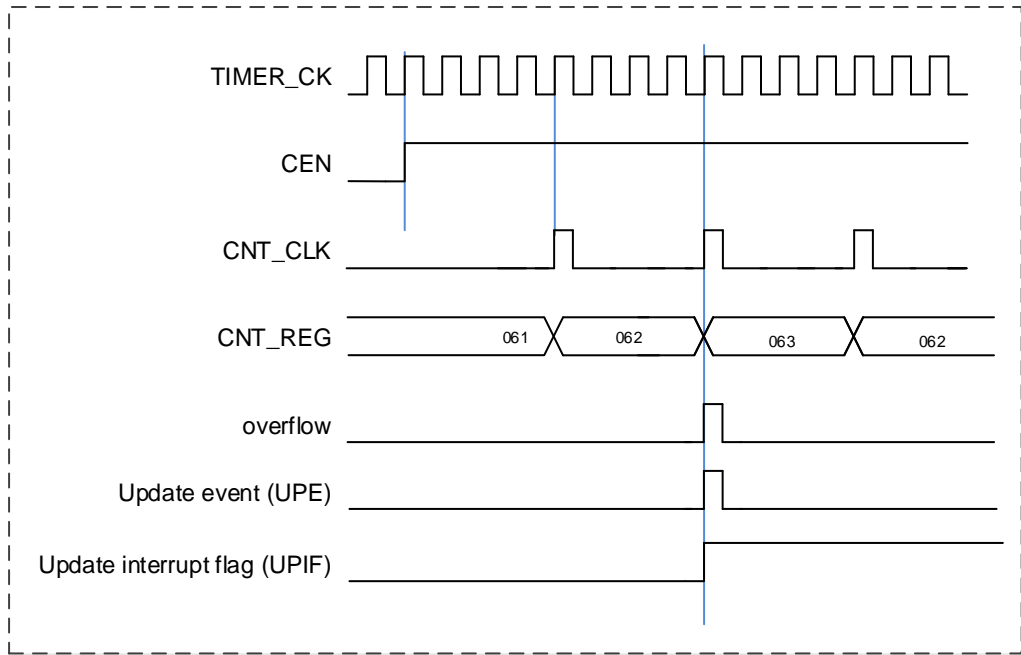 TIMER_CK
CEN
CNT_CLK
CNT_REG
061 062 063 062
overflow
Update event (UPE)
Update interrupt flag (UPIF)